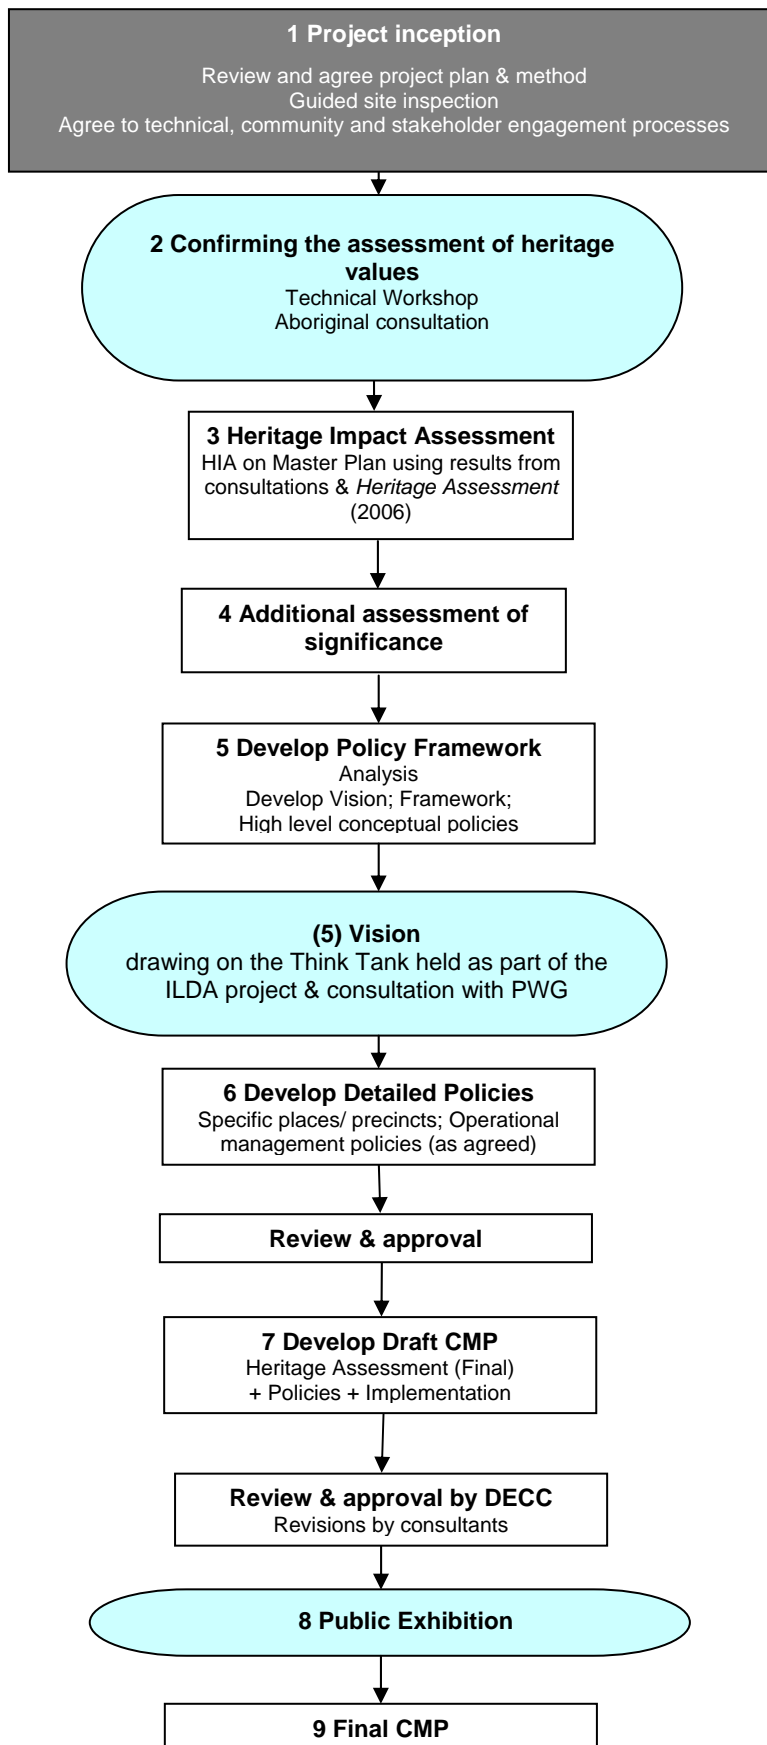 1 Project inception
Review and agree project plan & method
Guided site inspection
Agree to technical, community and stakeholder engagement processes
2 Confirming the assessment of heritage
values
Technical Workshop
Aboriginal consultation
3 Heritage Impact Assessment
HIA on Master Plan using results from
consultations & Heritage Assessment
(2006)
4 Additional assessment of
significance
5 Develop Policy Framework
Analysis
Develop Vision; Framework;
High level conceptual policies
(5) Vision
drawing on the Think Tank held as part of the
ILDA project & consultation with PWG
6 Develop Detailed Policies
Specific places/ precincts; Operational
management policies (as agreed)
Review & approval
7 Develop Draft CMP
Heritage Assessment (Final)
+ Policies + Implementation
Review & approval by DECC
Revisions by consultants
8 Public Exhibition
9 Final CMP